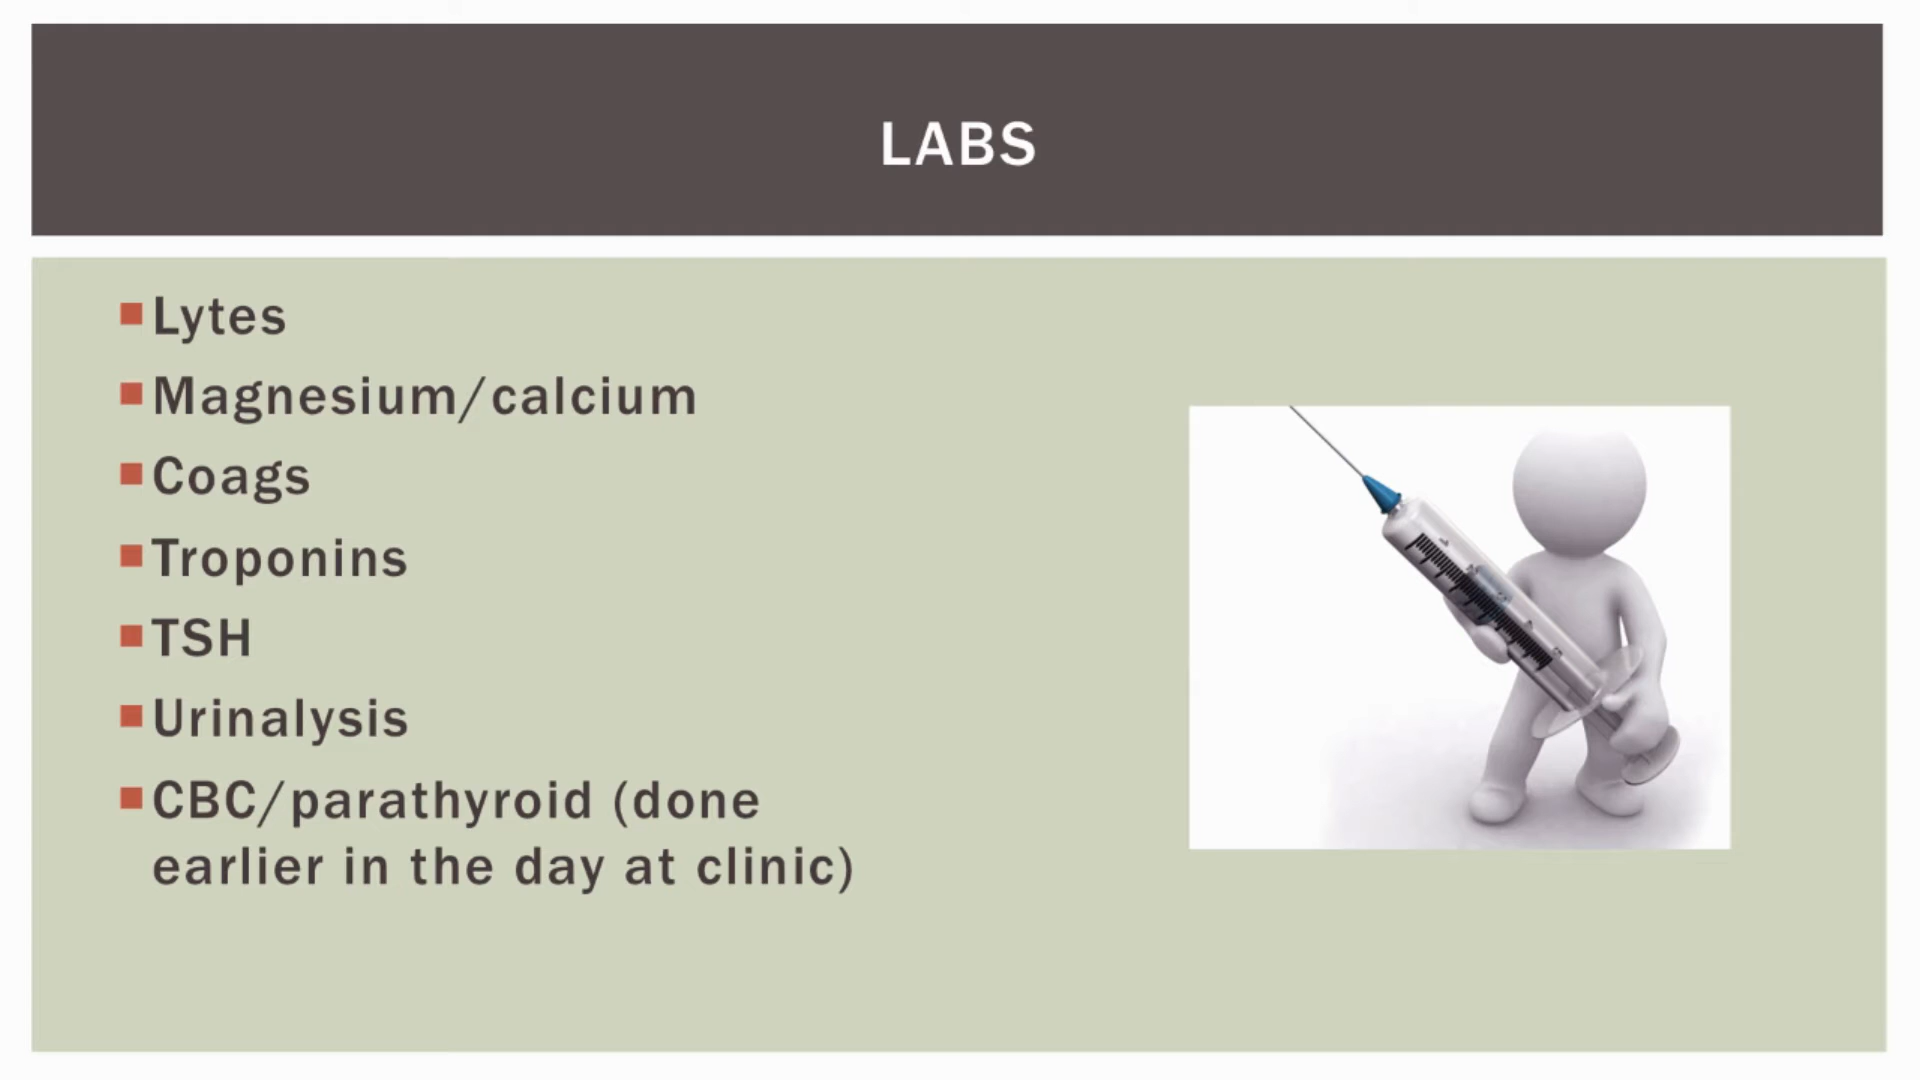 LABS
Lytes
Magnesium/calcium
Coags
Troponins
TSH
Urinalysis
CBC/parathyroid (done
earlier in the day at clinic)